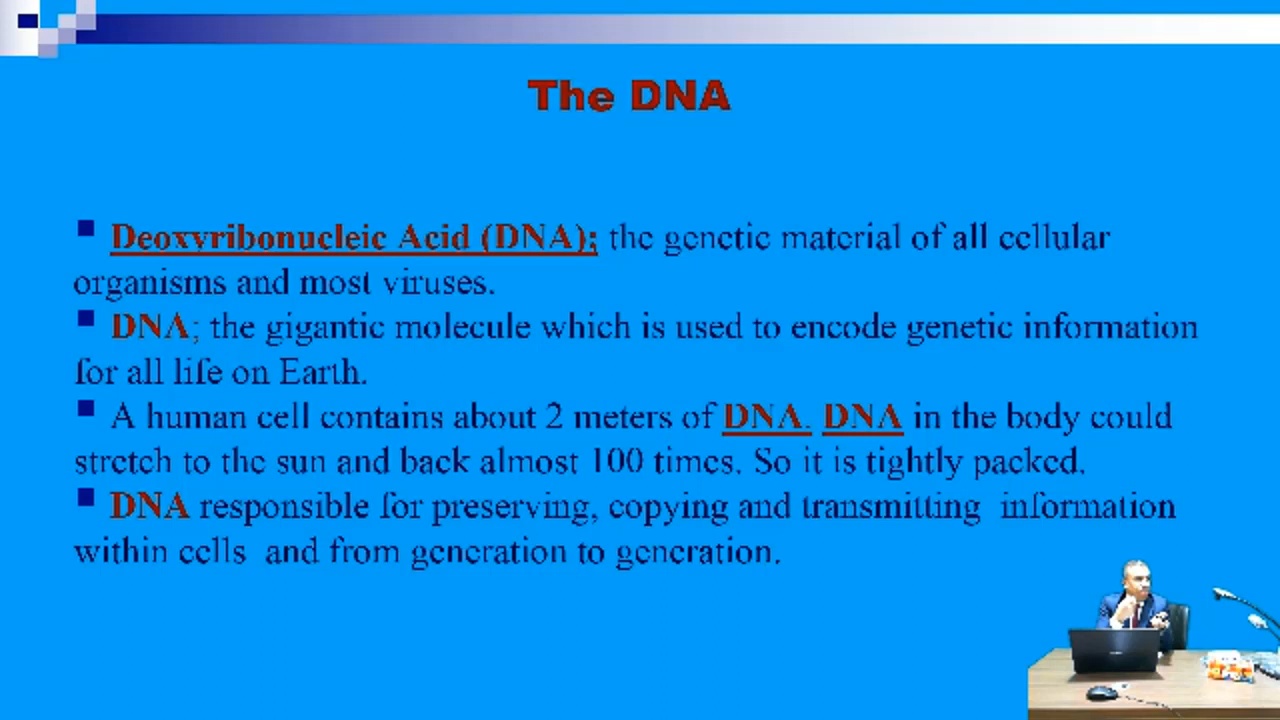 The DNA
Deoxyribonucleic Acid (DNA); the genetic material of all cellular
organisms and most viruses.
DNA; the gigantic molecule which is used to encode genetic information
for all life on Earth.
A human cell contains about 2 meters of DNA. DNA in the body could
stretch to the sun and back almost 100 times. So it is tightly packed.
DNA responsible for preserving, copying and transmitting information
within cells and from generation to generation.